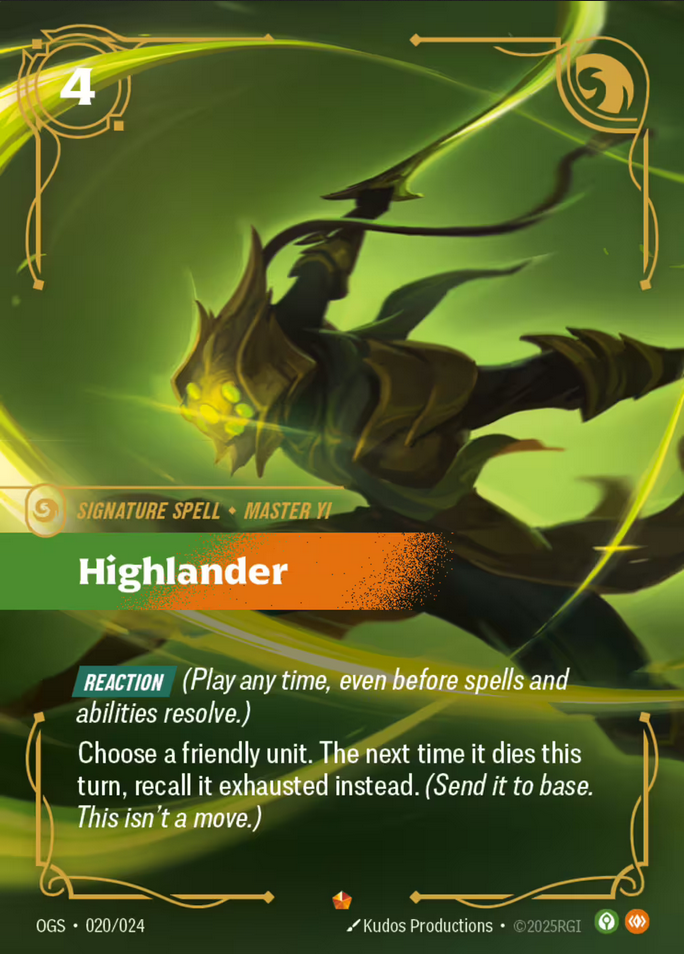 4
SIGNATURE SPELL • MASTER YI
Highlander
REACTION (Play any time, even before spells and
abilities resolve.)
Choose a friendly unit. The next time it dies this
turn, recall it exhausted instead. (Send it to base.
This isn't a move.)
OGS • 020/024 Kudos Productions • ©2025RGI